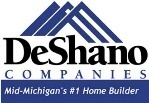 DeShano
COMPANIES
Mid-Michigan's #1 Home Builder